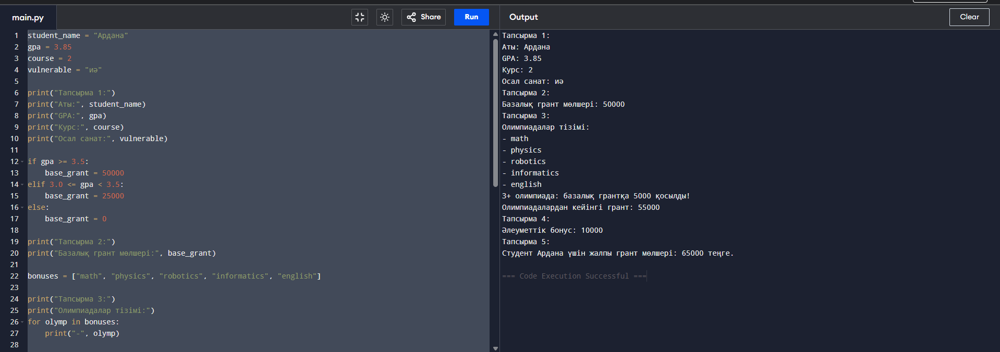 main.py
Share
Run
Output
Clear
1 student_name = "Ардана"
2 gpa = 3.85
3 course = 2
4 vulnerable = "иә"
5
6 print("Тапсырма 1:")
7 print("Аты:", student_name)
8 print("GPA:", gpa)
9 print("Курс:", course)
10 print("Осал санат:", vulnerable)
11
12 if gpa >= 3.5:
13     base_grant = 50000
14 elif 3.0 <= gpa < 3.5:
15     base_grant = 25000
16 else:
17     base_grant = 0
18
19 print("Тапсырма 2:")
20 print("Базалық грант мөлшері:", base_grant)
21
22 bonuses = ["math", "physics", "robotics", "informatics", "english"]
23
24 print("Тапсырма 3:")
25 print("Олимпиадалар тізімі:")
26 for olymp in bonuses:
27     print("-", olymp)
28
Тапсырма 1:
Аты: Ардана
GPA: 3.85
Курс: 2
Осал санат: иә
Тапсырма 2:
Базалық грант мөлшері: 50000
Тапсырма 3:
Олимпиадалар тізімі:
- math
- physics
- robotics
- informatics
- english
3+ олимпиада: базалық грантқа 5000 қосылды!
Олимпиадалардан кейінгі грант: 55000
Тапсырма 4:
Әлеуметтік бонус: 10000
Тапсырма 5:
Студент Ардана үшін жалпы грант мөлшері: 65000 теңге.
=== Code Execution Successful ===